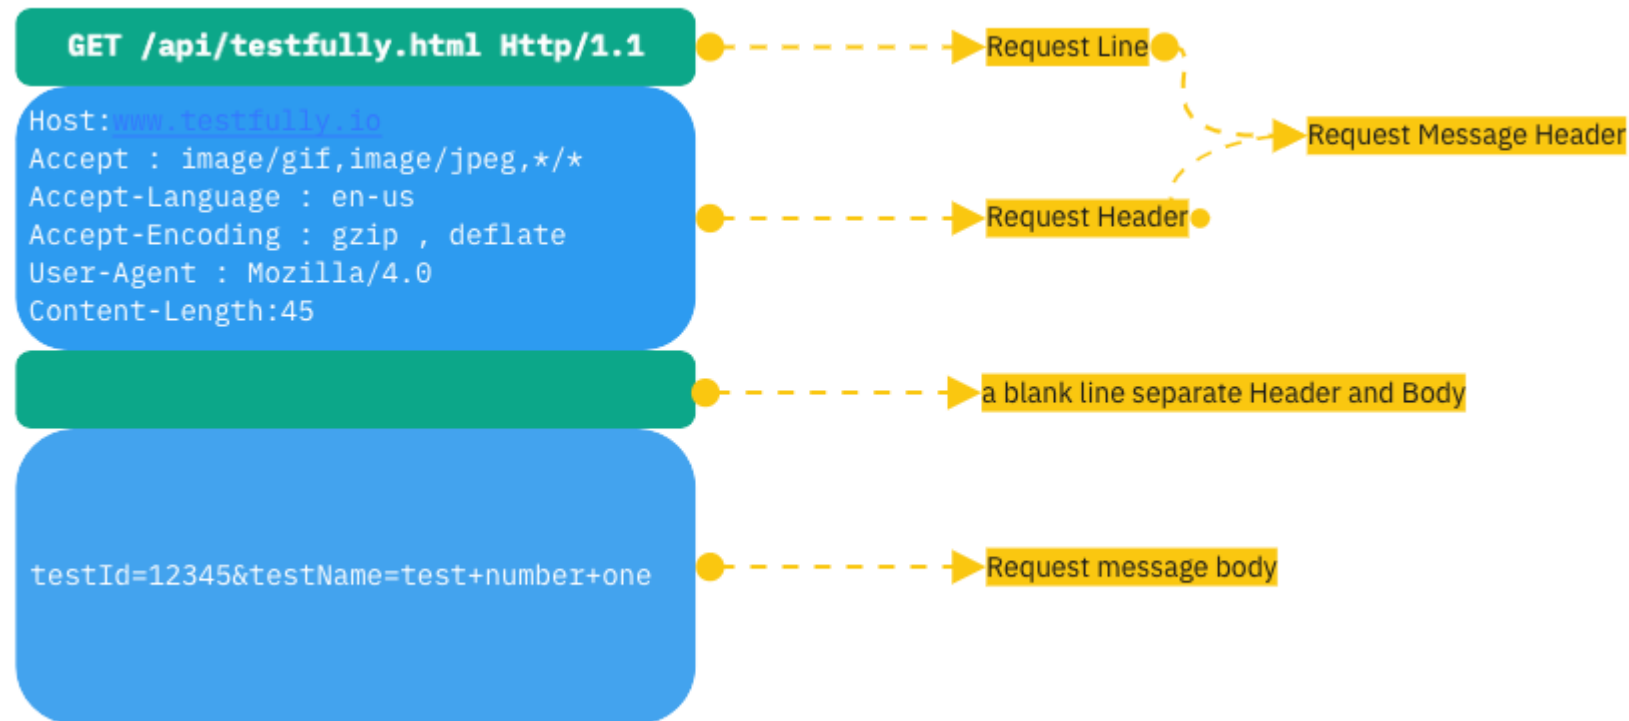 GET /api/testfully.html Http/1.1
Request Line
Host:www.testfully.io
Accept : image/gif,image/jpeg,*/*
Accept-Language : en-us
Accept-Encoding : gzip , deflate
User-Agent : Mozilla/4.0
Content-Length:45
Request Header
Request Message Header
a blank line separate Header and Body
testId=12345&testName=test+number+one
Request message body